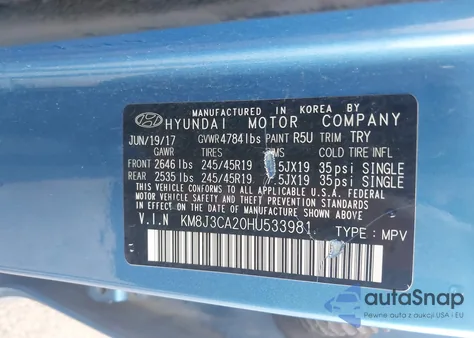 MANUFACTURED IN KOREA BY
HYUNDAI MOTOR COMPANY
JUN/19/17 GVWR 4784lbs PAINT R5U TRIM TRY
GAWR TIRES RIMS COLD TIRE INFL
FRONT 2646lbs 245/45R19 .5JX19 35psi SINGLE
REAR 2535lbs 245/45R19 .5JX19 35psi SINGLE
THIS VEHICLE CONFORMS TO ALL APPLICABLE U.S.A. FEDERAL
MOTOR VEHICLE SAFETY, BUMPER, AND THEFT PREVENTION
STANDARDS IN EFFECT ON THE DATE OF MANUFACTURE SHOWN ABOVE.
V.I.N KM8J3CA20HU533981 TYPE: MPV
autoSnap
Pewne auta z aukcji USA i EU